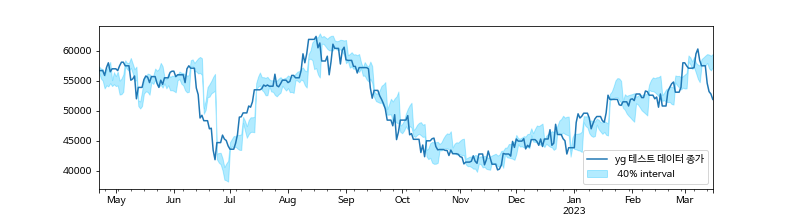 60000
55000
50000
45000
40000
yg 테스트 데이터 종가
40% interval
May Jun Jul Aug Sep Oct Nov Dec Jan Feb Mar
2023